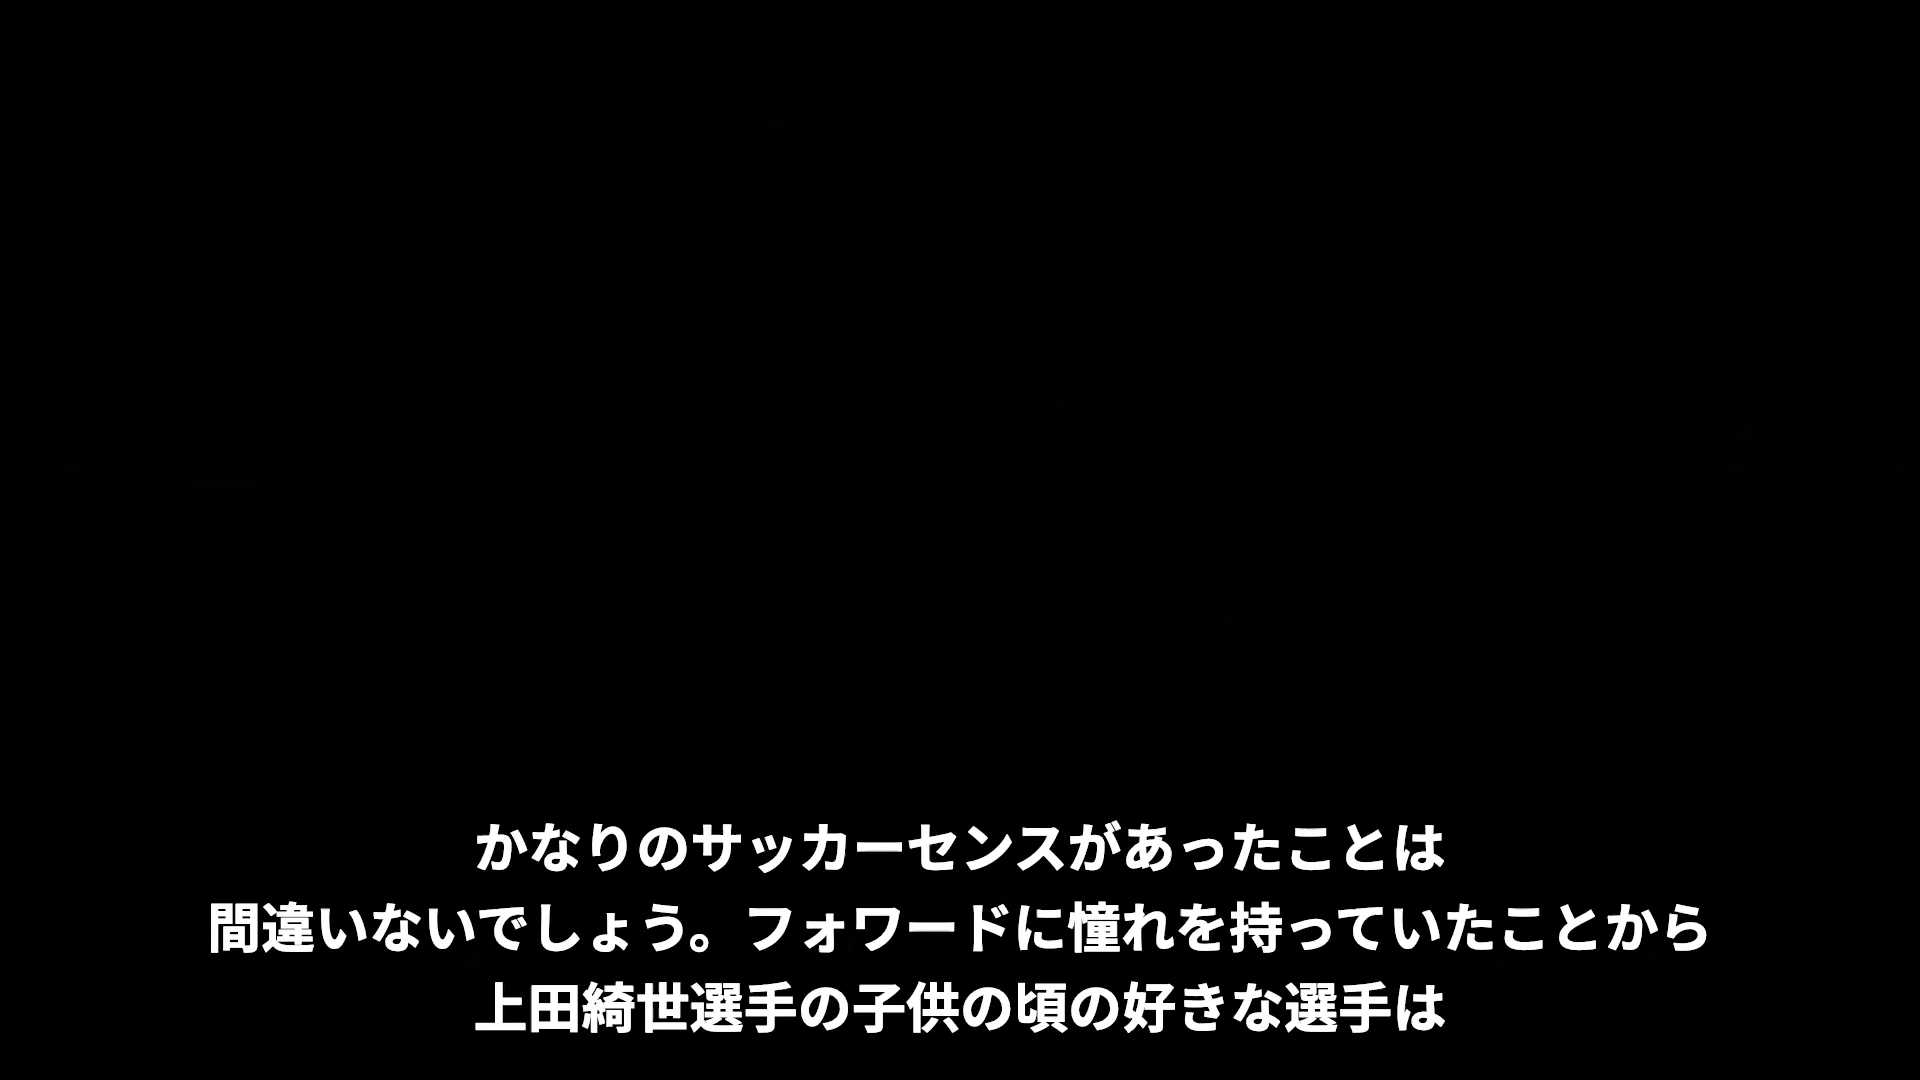 かなりのサッカーセンスがあったことは
間違いないでしょう。フォワードに憧れを持っていたことから
上田綺世選手の子供の頃の好きな選手は